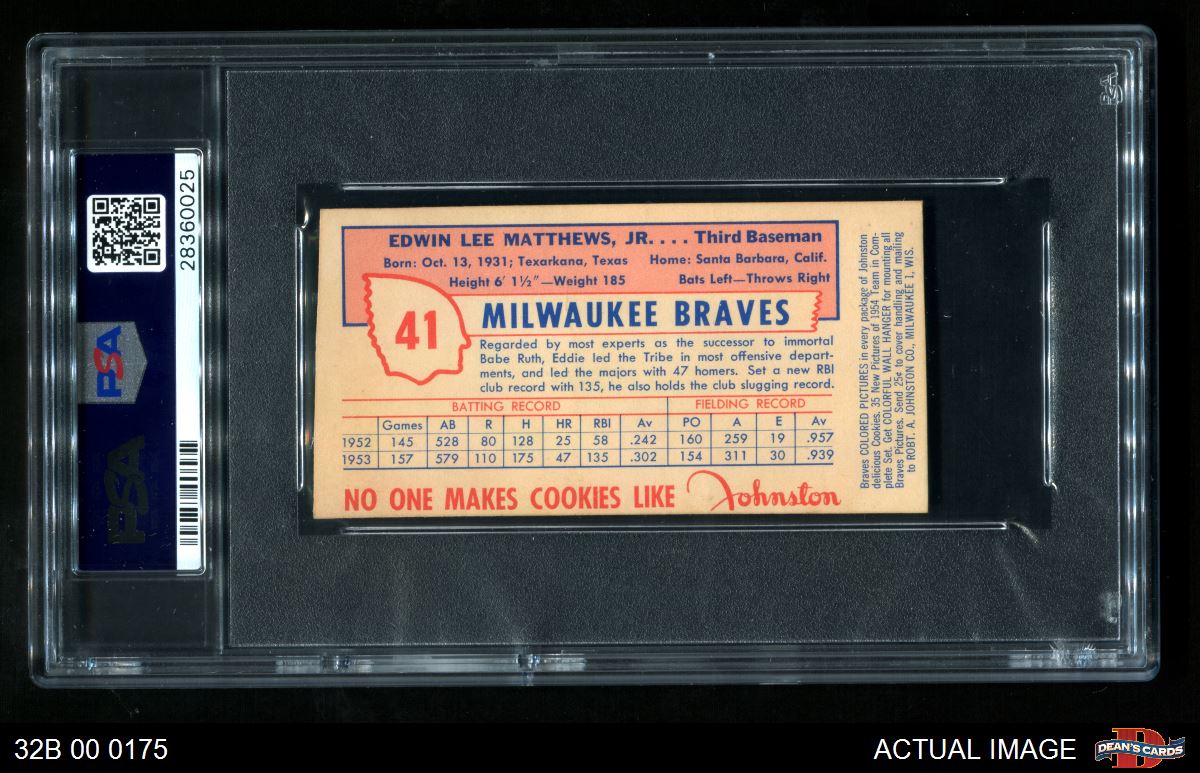 28360025
PSA
PSA
PSA
EDWIN LEE MATTHEWS, JR. . . . Third Baseman
Born: Oct. 13, 1931; Texarkana, Texas Home: Santa Barbara, Calif.
Height 6' 1½"—Weight 185 Bats Left—Throws Right
41
MILWAUKEE BRAVES
Regarded by most experts as the successor to immortal
Babe Ruth, Eddie led the Tribe in most offensive depart-
ments, and led the majors with 47 homers. Set a new RBI
club record with 135, he also holds the club slugging record.
BATTING RECORD FIELDING RECORD
Games AB R H HR RBI Av PO A E Av
1952 145 528 80 128 25 58 .242 160 259 19 .957
1953 157 579 110 175 47 135 .302 154 311 30 .939
NO ONE MAKES COOKIES LIKE Johnston
Braves COLORED PICTURES in every package of Johnston
delicious Cookies. 35 New Pictures of 1954 Team in Com-
plete Set. Get COLORFUL WALL HANGER for mounting all
Braves Pictures. Send 25¢ to cover handling and mailing
to ROBT. A. JOHNSTON CO., MILWAUKEE 1, WIS.
32B 00 0175
ACTUAL IMAGE
DEAN'S CARDS